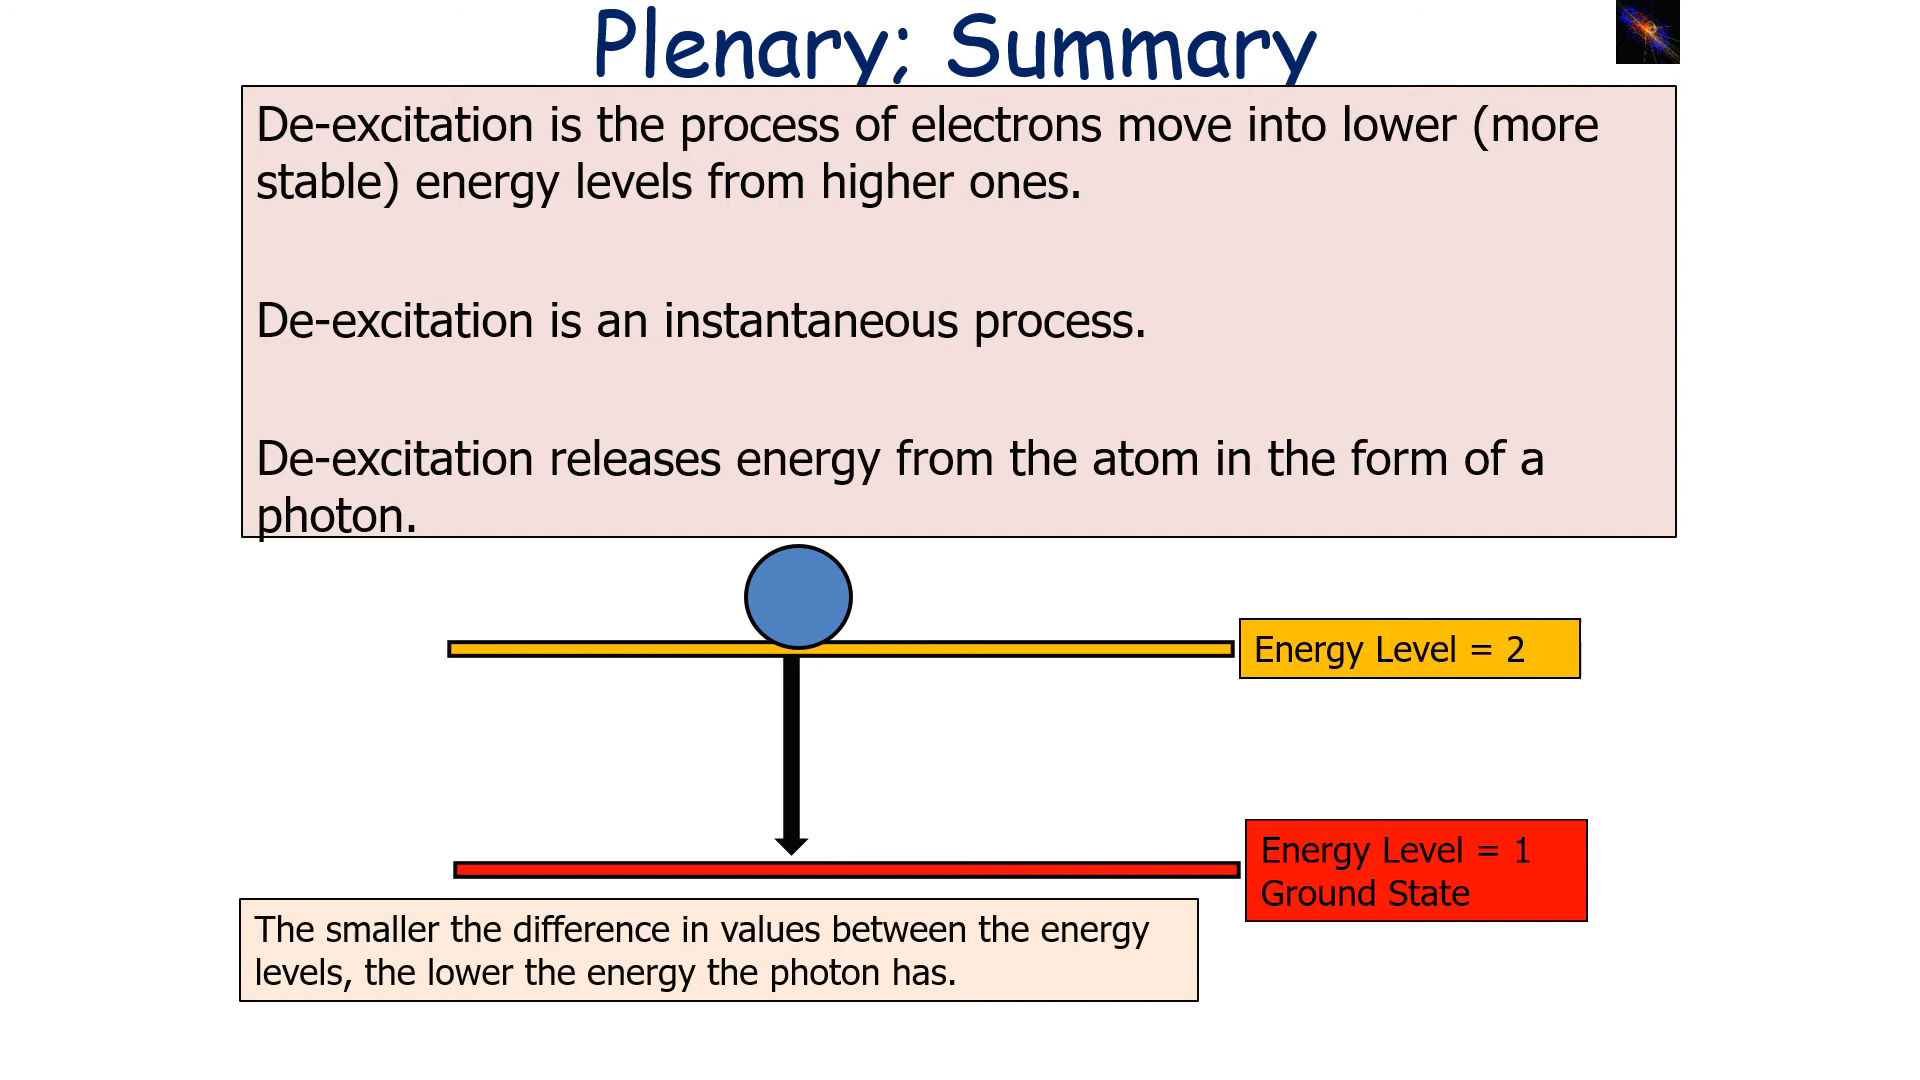 Plenary; Summary
De-excitation is the process of electrons move into lower (more
stable) energy levels from higher ones.
De-excitation is an instantaneous process.
De-excitation releases energy from the atom in the form of a
photon.
Energy Level = 2
Energy Level = 1
Ground State
The smaller the difference in values between the energy
levels, the lower the energy the photon has.